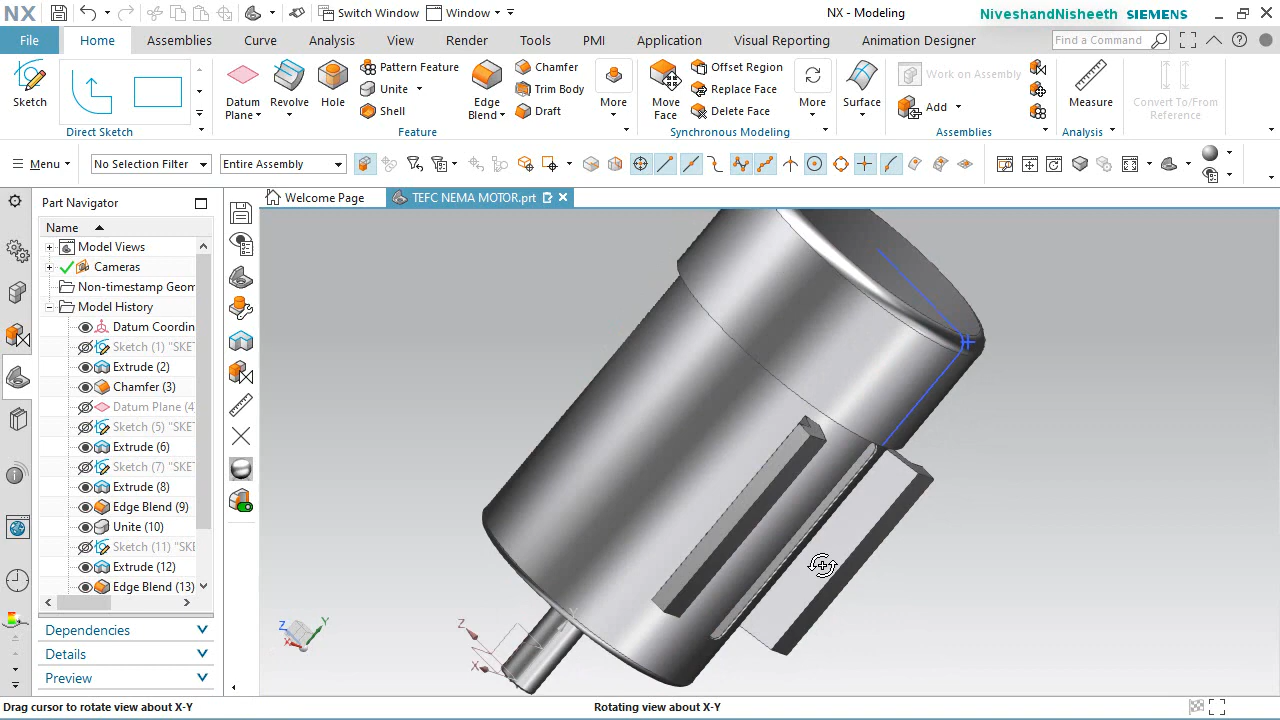 NX
Switch Window
Window
NX - Modeling
NiveshandNisheeth SIEMENS
File
Home
Assemblies
Curve
Analysis
View
Render
Tools
PMI
Application
Visual Reporting
Animation Designer
Find a Command
Sketch
Direct Sketch
Datum Plane
Revolve
Hole
Pattern Feature
Unite
Shell
Edge Blend
Chamfer
Trim Body
Draft
More
Feature
Move Face
Offset Region
Replace Face
Delete Face
More
Synchronous Modeling
Surface
Work on Assembly
Add
Assemblies
Measure
Analysis
Convert To/From Reference
Menu
No Selection Filter
Entire Assembly
Part Navigator
Welcome Page
TEFC NEMA MOTOR.prt
Name
Model Views
Cameras
Non-timestamp Geom
Model History
Datum Coordin
Sketch (1) "SKE
Extrude (2)
Chamfer (3)
Datum Plane (4
Sketch (5) "SKE
Extrude (6)
Sketch (7) "SKE
Extrude (8)
Edge Blend (9)
Unite (10)
Sketch (11) "SKE
Extrude (12)
Edge Blend (13)
Dependencies
Details
Preview
Z
Y
X
Z
X
Drag cursor to rotate view about X-Y
Rotating view about X-Y